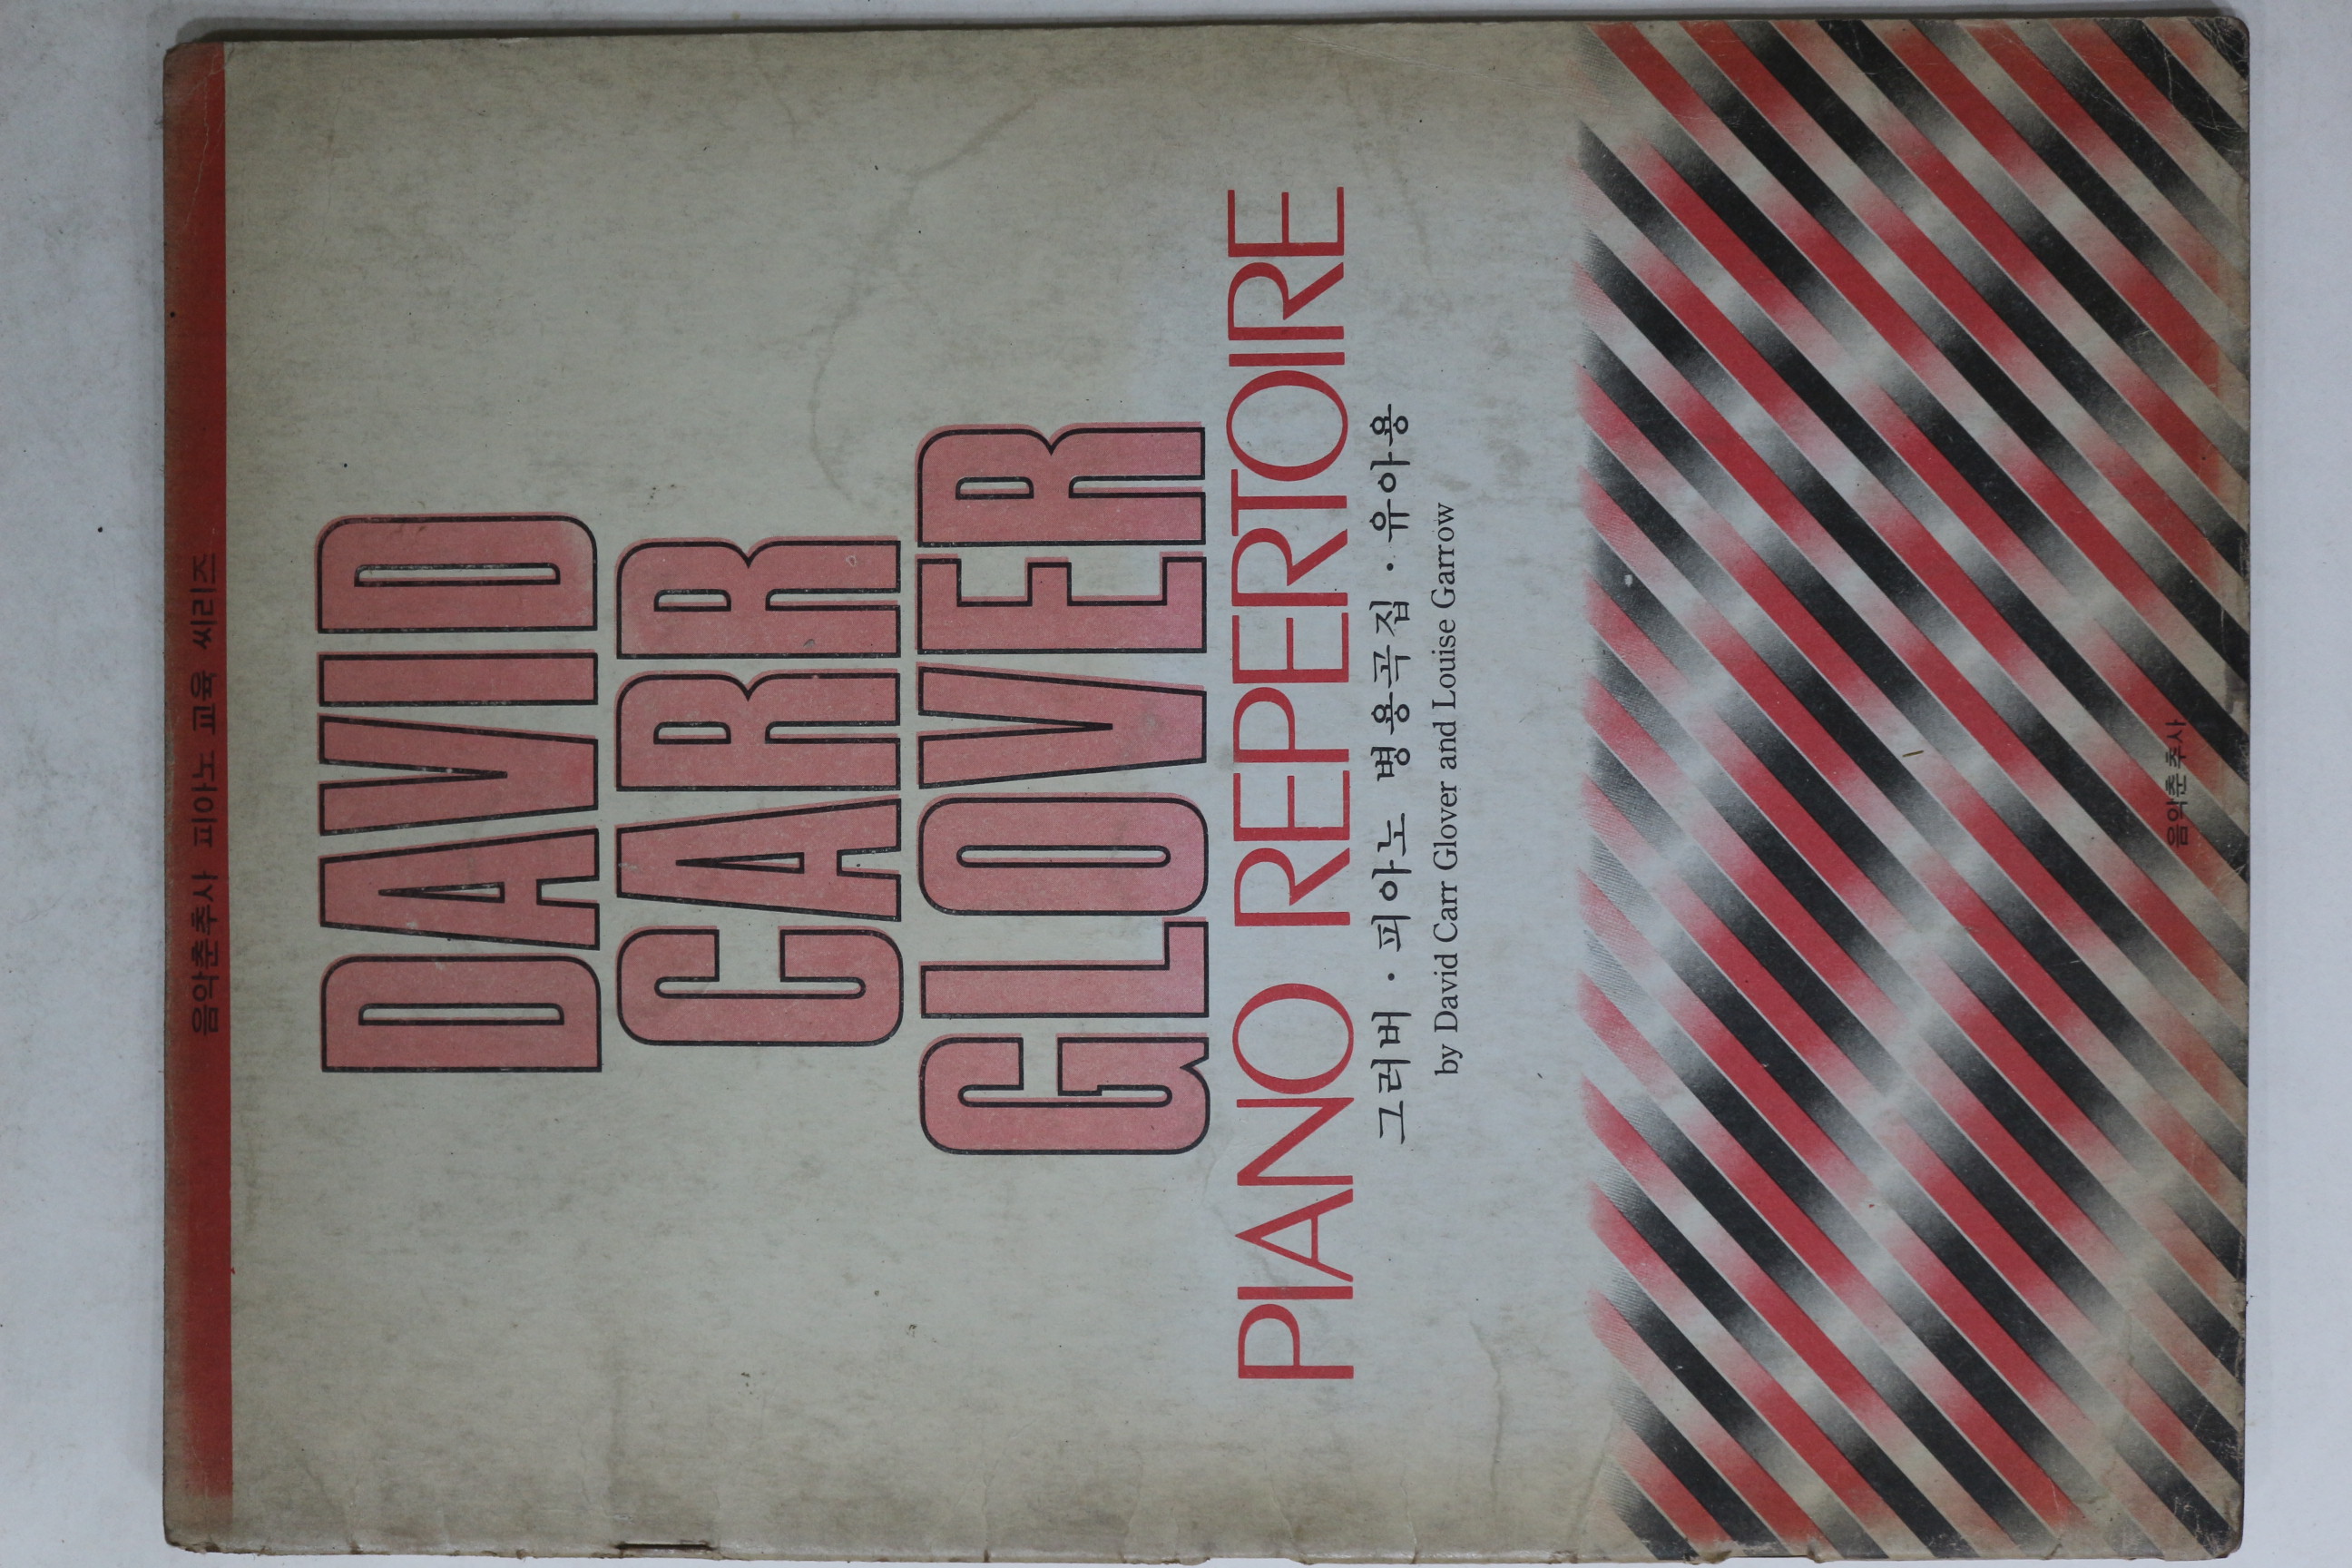 음악춘추사 피아노 교육 씨리즈
DAVID
CARR
GLOVER
PIANO REPERTOIRE
그러버 · 피아노 병용곡집 · 유아용
by David Carr Glover and Louise Garrow
음악춘추사